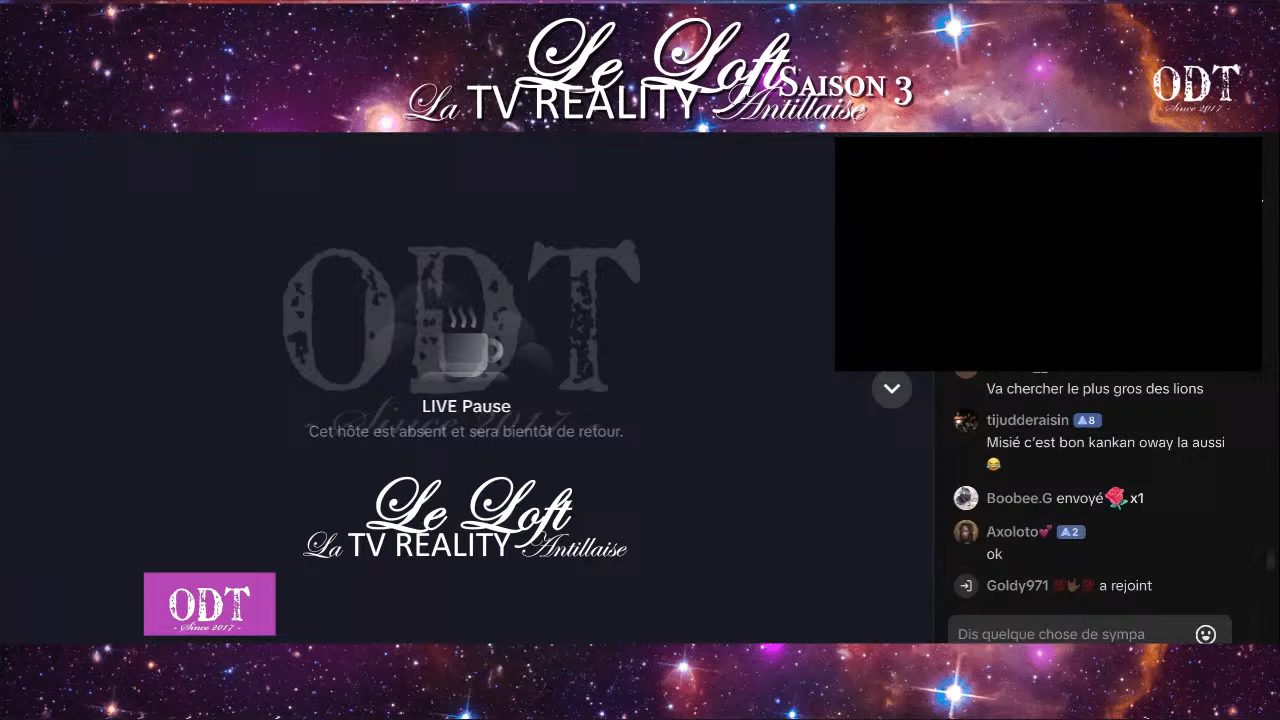 Le Loft
Saison 3
La TV REALITY Antillaise
ODT
- Since 2017 -
ODT
- Since 2017 -
LIVE Pause
Cet hôte est absent et sera bientôt de retour.
Le Loft
La TV REALITY Antillaise
ODT
- Since 2017 -
Va chercher le plus gros des lions
tijudderaisin 8
Misié c’est bon kankan oway la aussi
😂
Boobee.G envoyé🌹x1
Axoloto💕 2
ok
Goldy971 a rejoint
Dis quelque chose de sympa